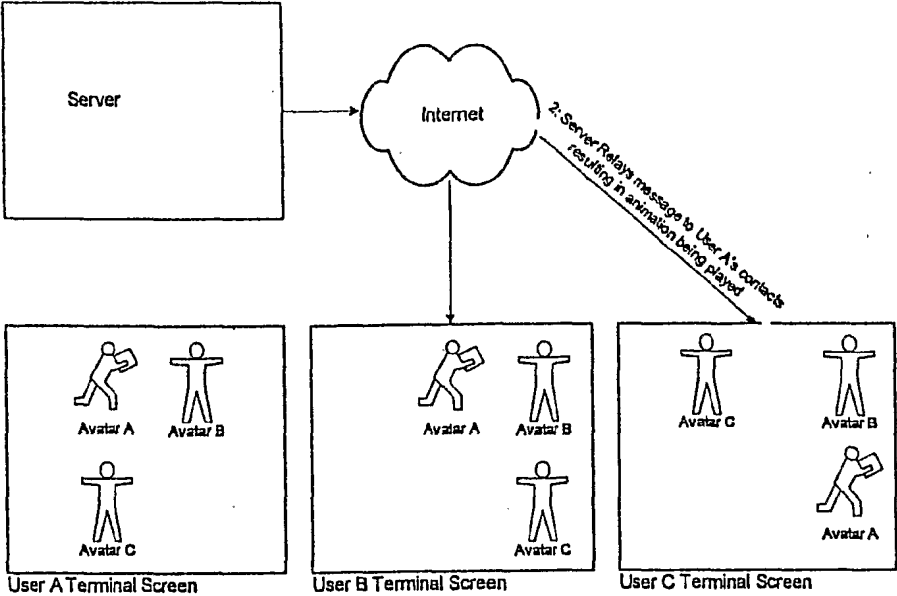 Server
Internet
2: Server Relays message to User A's contacts
resulting in animation being played
Avatar A
Avatar B
Avatar C
User A Terminal Screen
Avatar A
Avatar B
Avatar C
User B Terminal Screen
Avatar C
Avatar B
Avatar A
User C Terminal Screen